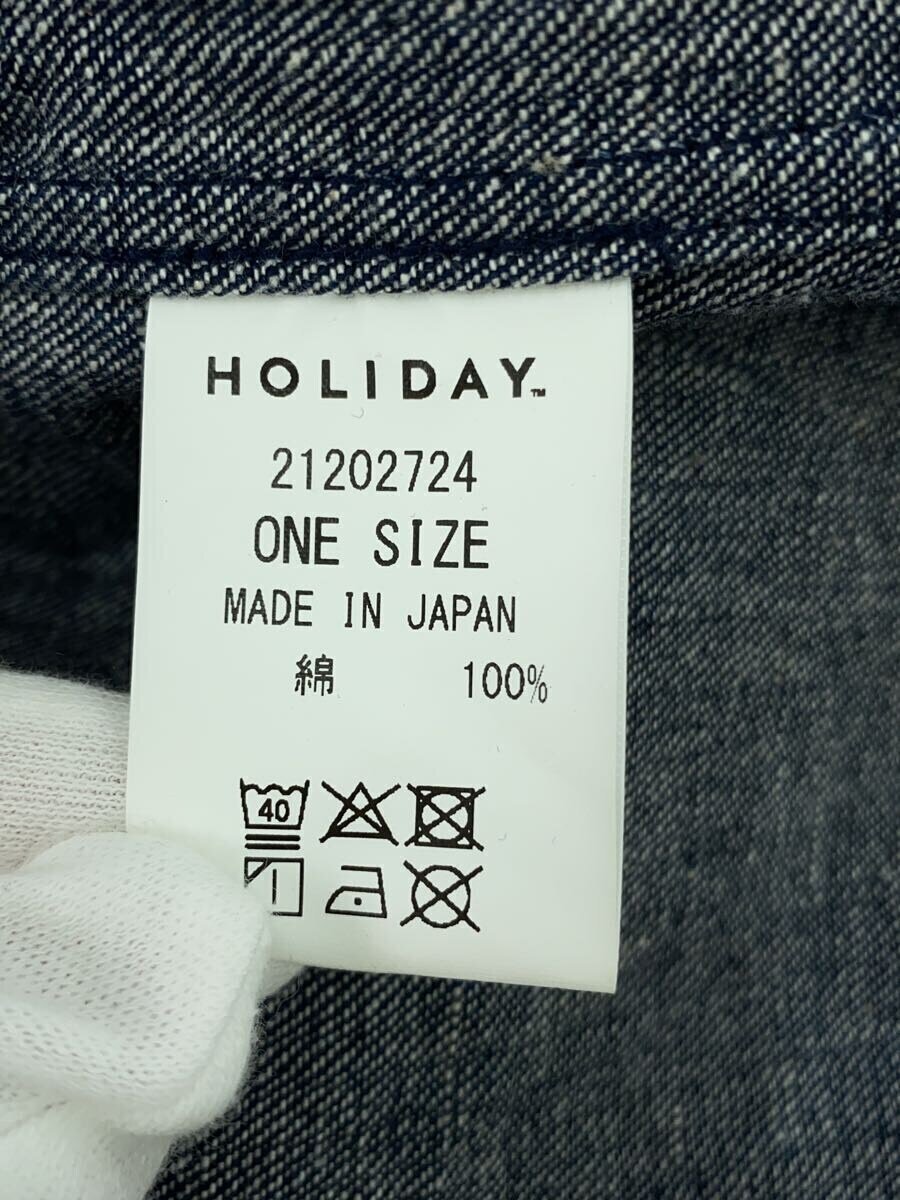 HOLIDAY™
21202724
ONE SIZE
MADE IN JAPAN
綿 100%
40